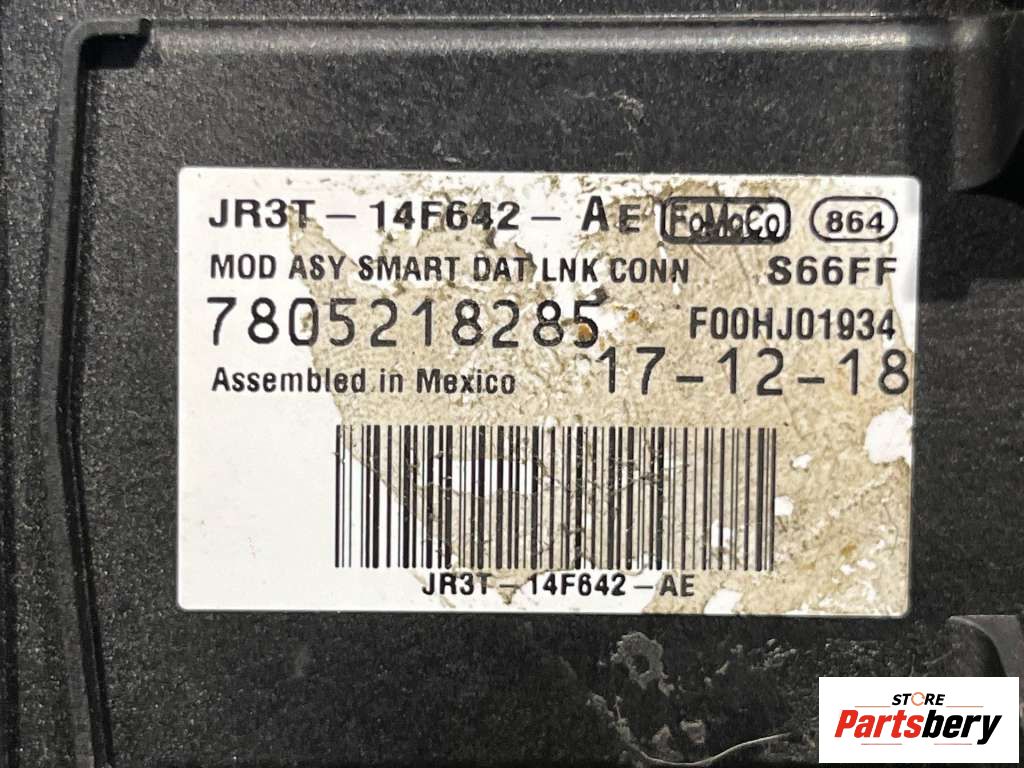 JR3T-14F642-AE FoMoCo 864
MOD ASY SMART DAT LNK CONN S66FF
7805218285 F00HJ01934
Assembled in Mexico 17-12-18
JR3T-14F642-AE
STORE
Partsbery